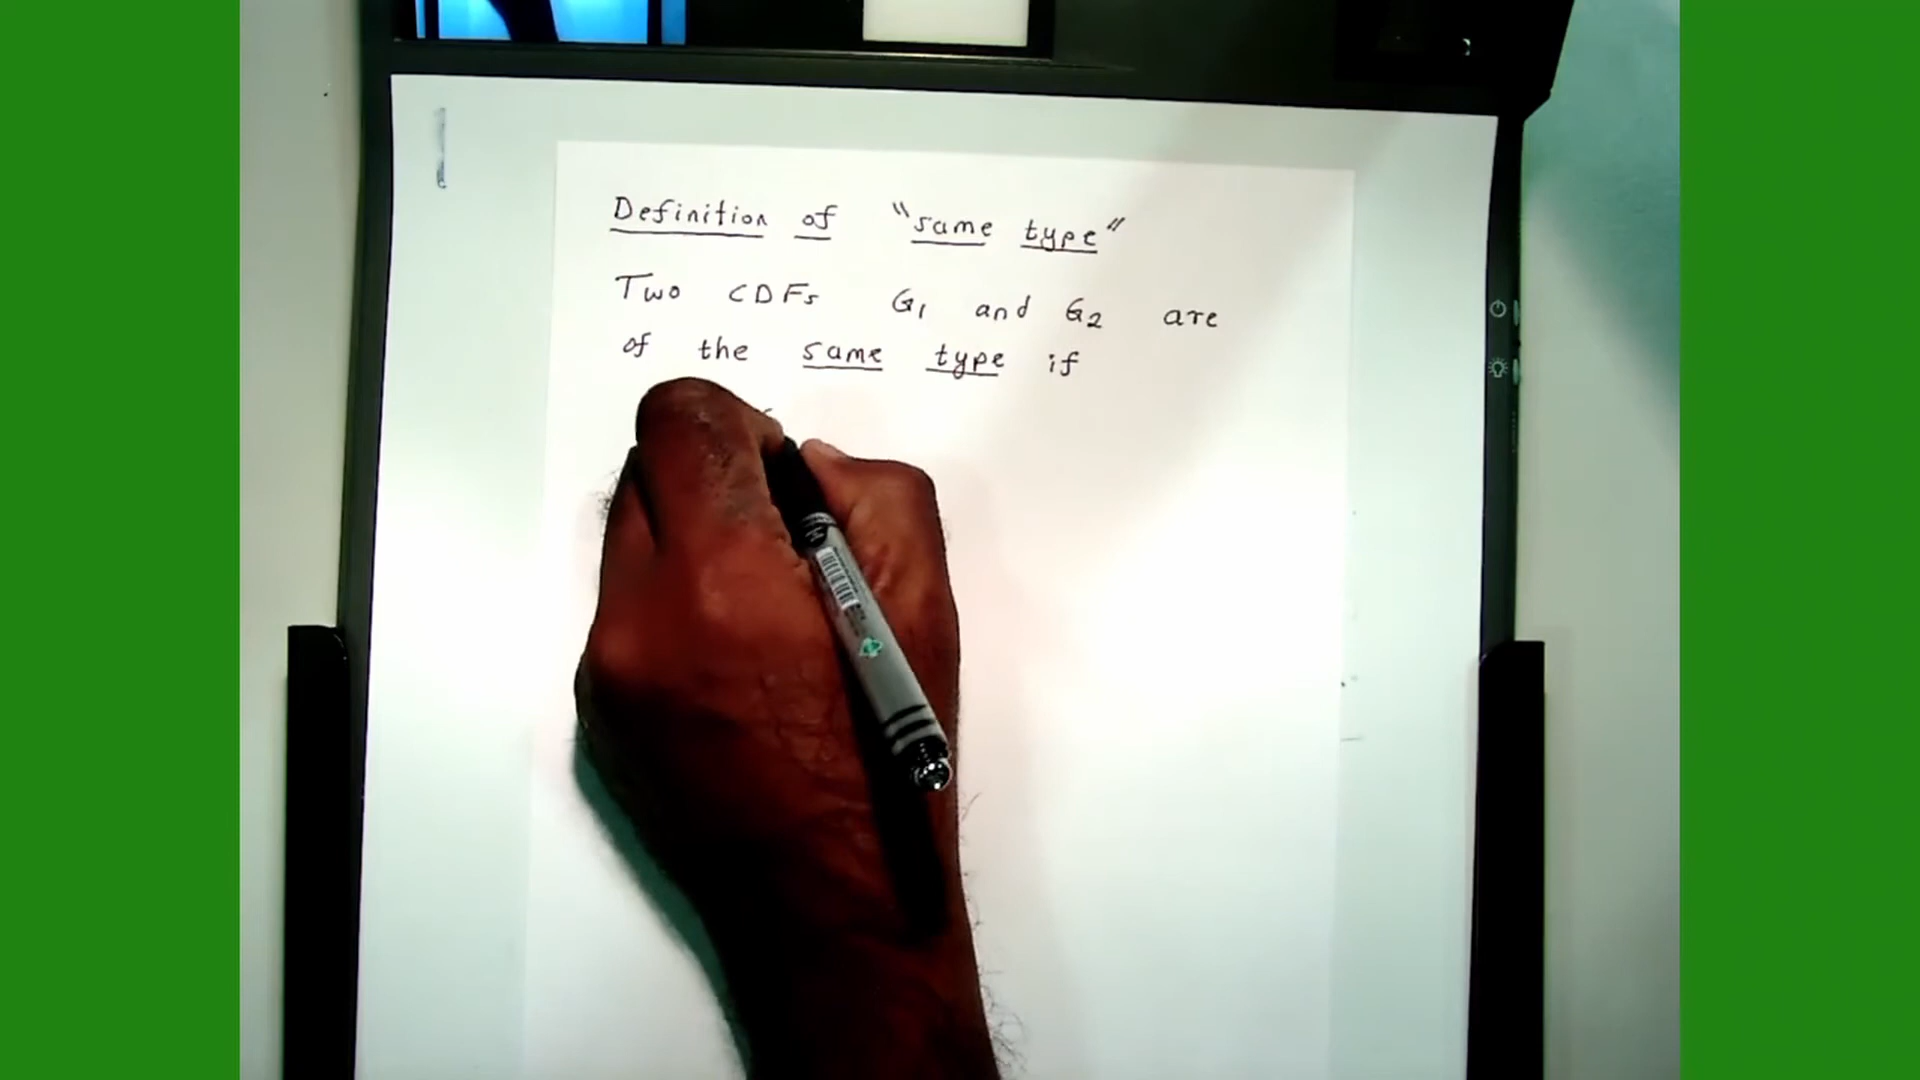 Definition of "same type"
Two CDFs G1 and G2 are
of the same type if